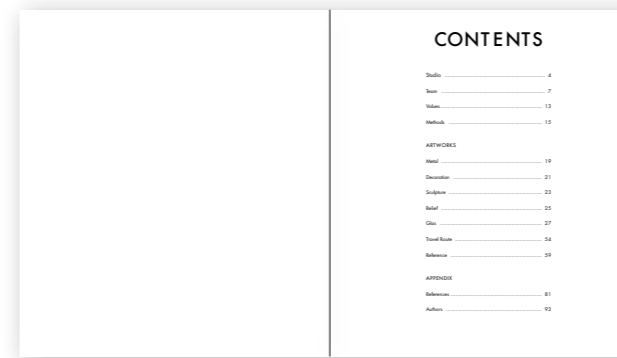 CONTENTS
Studio 4
Team 7
Values 13
Methods 15
ARTWORKS
Metal 19
Decoration 21
Sculpture 23
Relief 25
Glas 27
Travel Route 54
Reference 59
APPENDIX
References 81
Authors 93